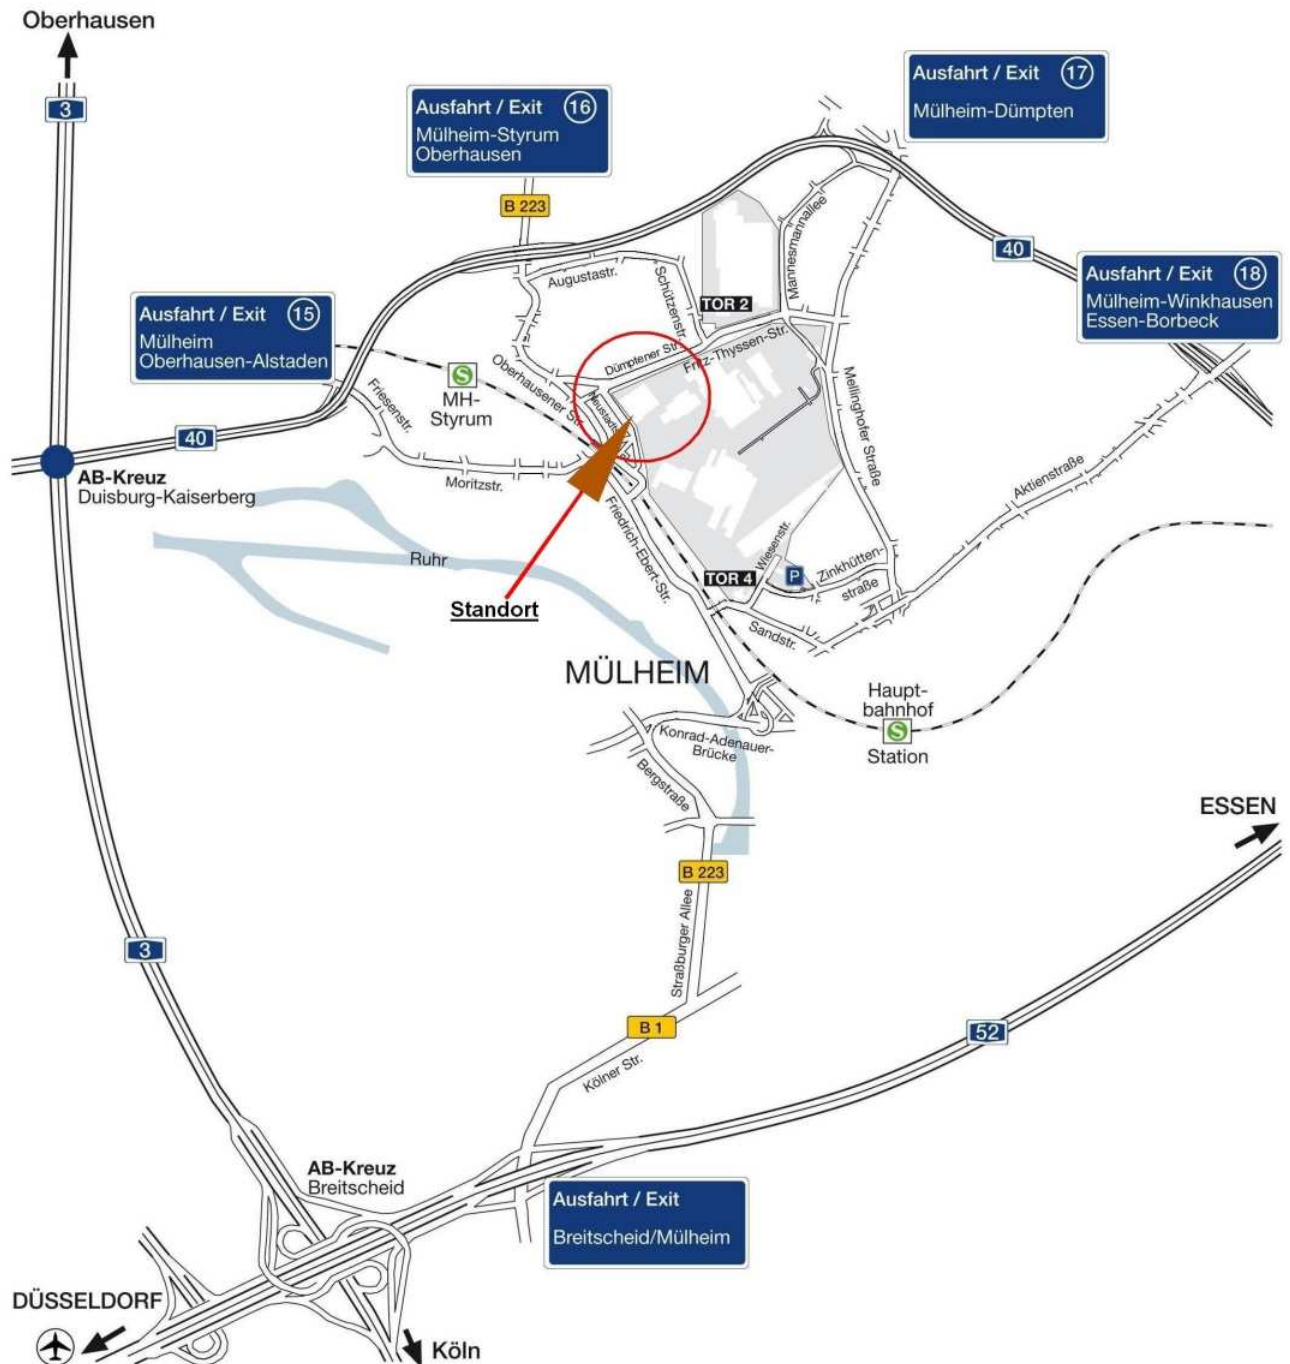 Oberhausen
3
Ausfahrt / Exit 16
Mülheim-Styrum
Oberhausen
Ausfahrt / Exit 17
Mülheim-Dümpten
B 223
40
Ausfahrt / Exit 18
Mülheim-Winkhausen
Essen-Borbeck
Ausfahrt / Exit 15
Mülheim
Oberhausen-Alstaden
Augustastr.
Schützenstr.
Mannesmannallee
TOR 2
Dümptener Str.
Fritz-Thyssen-Str.
Oberhausener Str.
S
MH-
Styrum
Friesenstr.
40
Mellinghofer Straße
AB-Kreuz
Duisburg-Kaiserberg
Moritzstr.
Aktienstraße
Ruhr
Friedrich-Ebert-Str.
Wiesenstr.
TOR 4
P
Zinkhütten-
straße
Standort
Sandstr.
MÜLHEIM
Haupt-
bahnhof
S
Station
Konrad-Adenauer-
Brücke
Bergstraße
ESSEN
B 223
Straßburger Allee
3
B 1
52
Kölner Str.
AB-Kreuz
Breitscheid
Ausfahrt / Exit
Breitscheid/Mülheim
DÜSSELDORF
Köln